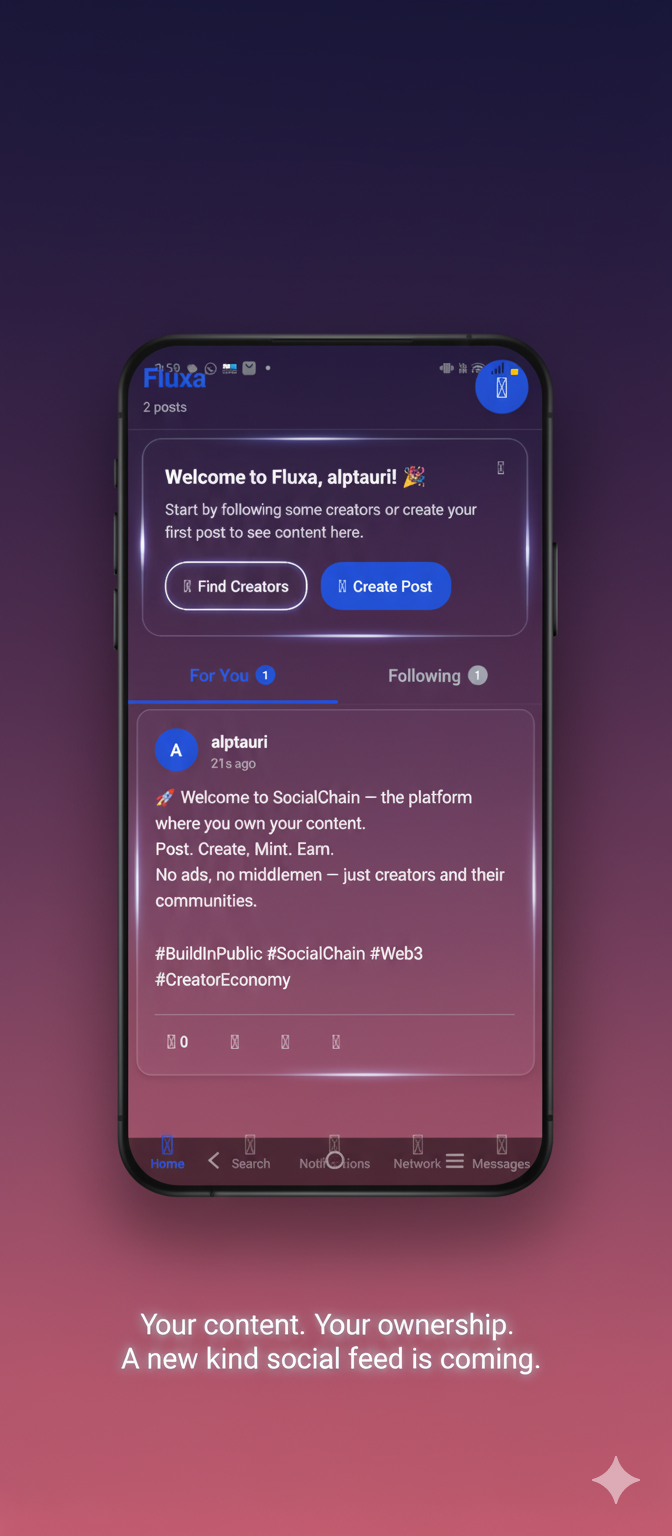 Fluxa
2 posts
Welcome to Fluxa, alptauri! 🎉
Start by following some creators or create your
first post to see content here.
Find Creators
Create Post
For You 1
Following 1
A
alptauri
21s ago
🚀 Welcome to SocialChain — the platform
where you own your content.
Post. Create, Mint. Earn.
No ads, no middlemen — just creators and their
communities.
#BuildInPublic #SocialChain #Web3
#CreatorEconomy
0
Home
Search
Network
Messages
Your content. Your ownership.
A new kind social feed is coming.